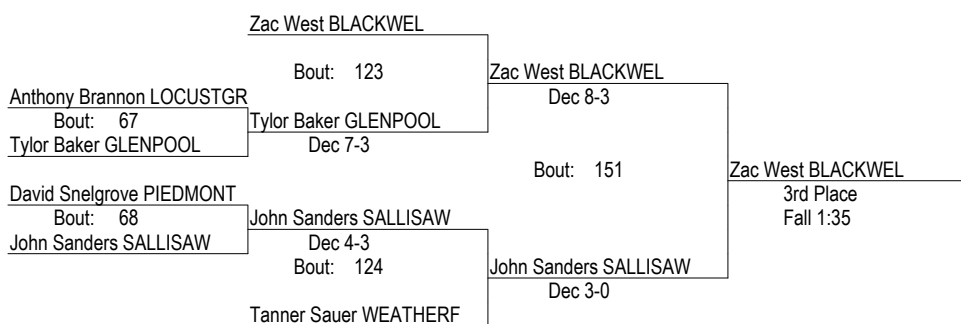 Zac West BLACKWEL
Bout: 123
Zac West BLACKWEL
Anthony Brannon LOCUSTGR
Dec 8-3
Bout: 67
Tylor Baker GLENPOOL
Tylor Baker GLENPOOL
Dec 7-3
Bout: 151
Zac West BLACKWEL
David Snelgrove PIEDMONT
3rd Place
Bout: 68
John Sanders SALLISAW
Fall 1:35
John Sanders SALLISAW
Dec 4-3
Bout: 124
John Sanders SALLISAW
Dec 3-0
Tanner Sauer WEATHERF